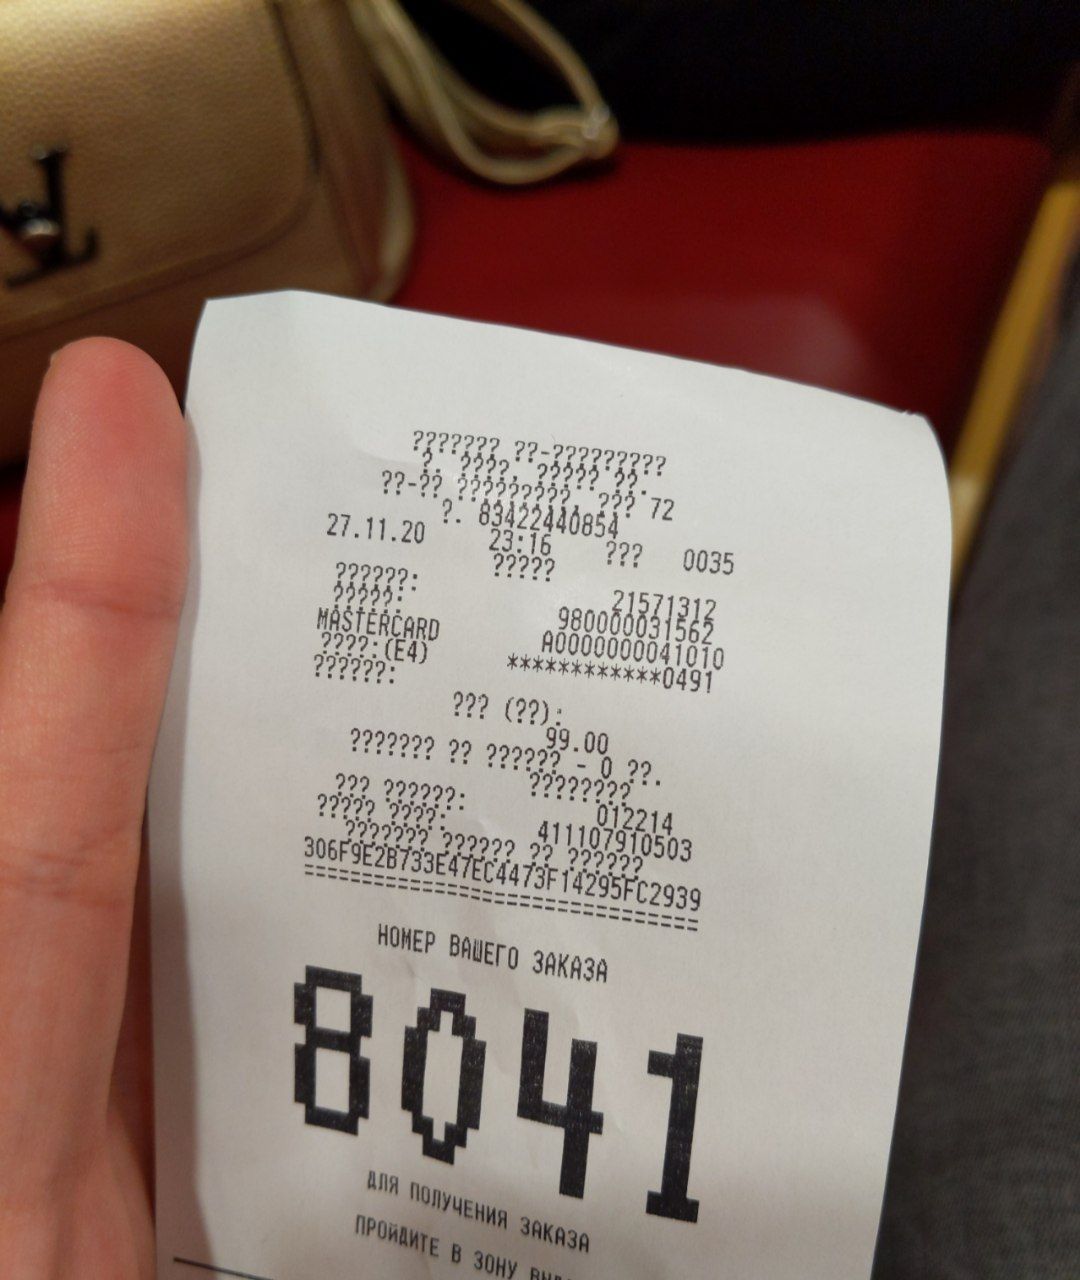 ??????? ??-?????????
?. ????, ????? ??.
??-?? ?????????, ??? 72
?. 83422440854
27.11.20 23:16 ??? 0035
?????
??????: 21571312
?????: 980000031562
MASTERCARD A0000000041010
????:(E4) ************0491
??????:
??? (??):
99.00
??????? ?? ?????? - 0 ??.
????????
??? ??????: 012214
????? ????: 411107910503
??????? ?????? ?? ??????
306F9E2B733E47EC4473F14295FC2939
================================
НОМЕР ВАШЕГО ЗАКАЗА
8041
ДЛЯ ПОЛУЧЕНИЯ ЗАКАЗА
ПРОЙДИТЕ В ЗОНУ